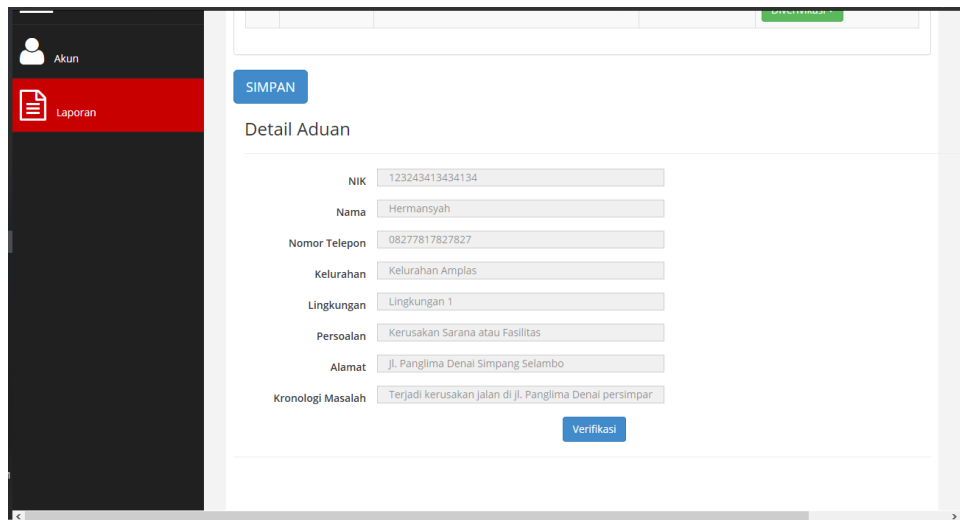 Akun
Laporan
SIMPAN
Detail Aduan
NIK 123243413434134
Nama Hermansyah
Nomor Telepon 08277817827827
Kelurahan Kelurahan Amplas
Lingkungan Lingkungan 1
Persoalan Kerusakan Sarana atau Fasilitas
Alamat Jl. Panglima Denai Simpang Selambo
Kronologi Masalah Terjadi kerusakan jalan di jl. Panglima Denai persimpar
Verifikasi